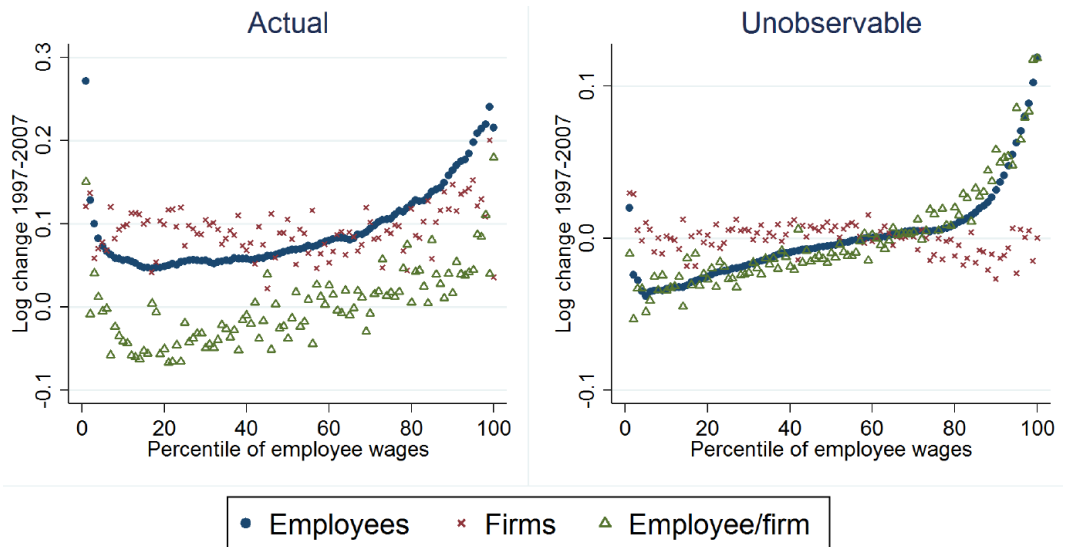 Actual
Unobservable
Log change 1997-2007
0.3
0.2
0.1
0.0
-0.1
0 20 40 60 80 100
Percentile of employee wages
Log change 1997-2007
0.1
0.0
-0.1
0 20 40 60 80 100
Percentile of employee wages
Employees Firms Employee/firm